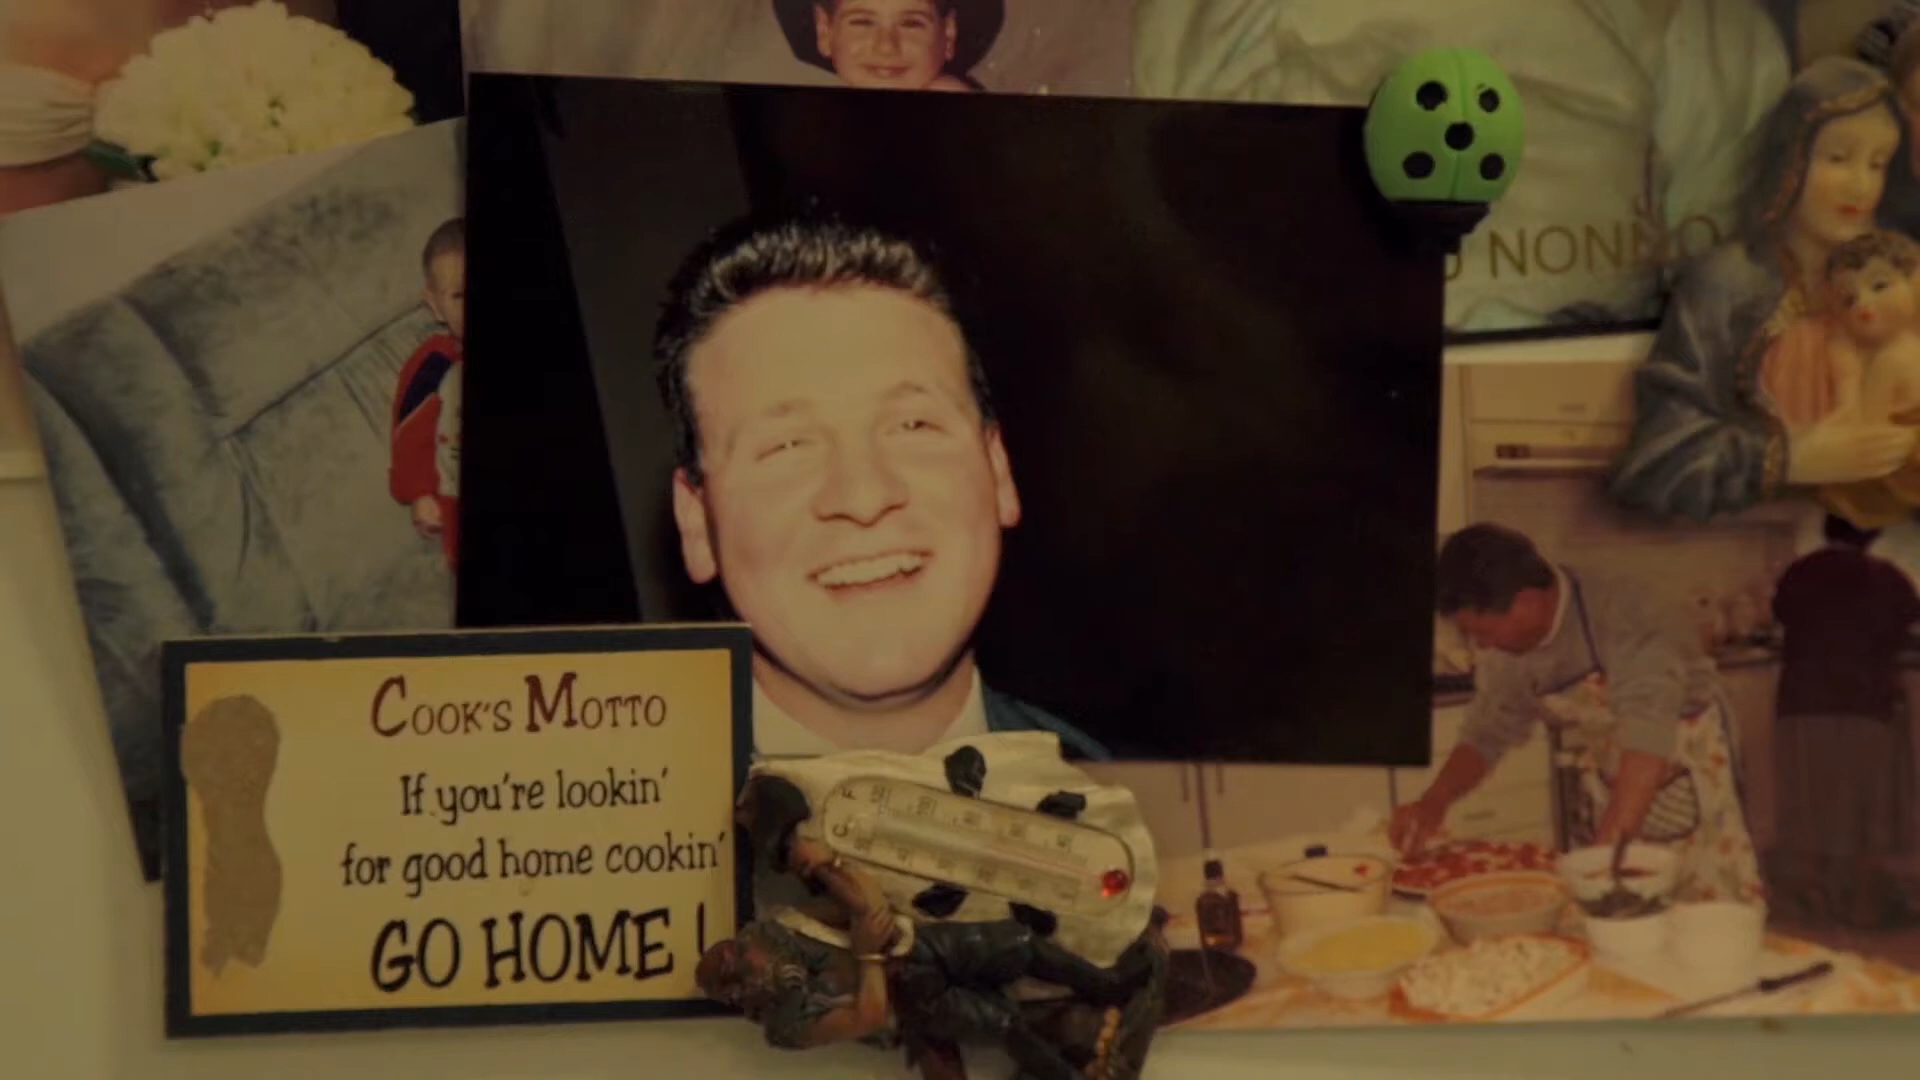 NONNO
COOK'S MOTTO
If you're lookin'
for good home cookin'
GO HOME !